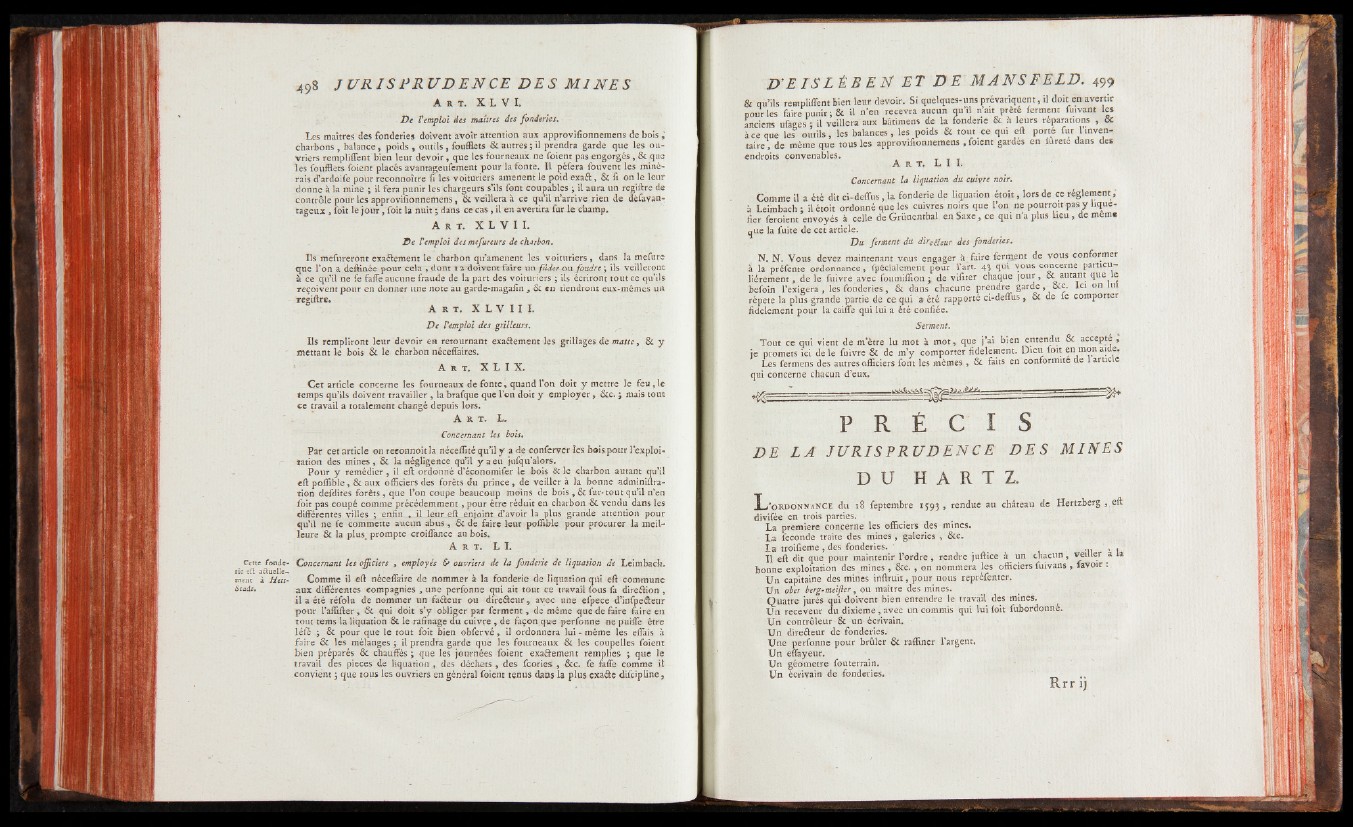 498 JURISPRUDENCE DES MINES
ART. XLVI.
De l'emploi des maîtres des fonderies.
Les maîtres des fonderies doivent avoir attention aux approvisionnemens de bois,
charbons, balance, poids, outils, soufflets & autres ; il prendra garde que les ou-
vriers remplissent bien leur devoir, que les fourneaux ne soient pas engorgés, & que
les soufflets soient placés avantageusement pour la fonte. Il pèsera souvent les miné-
rais d'ardoise pour reconnoitre si les voituriers amenent le poid exact, & si on le leur
donne à la mine ; il fera punir les chargeurs s'ils sont coupables ; il aura un registre de
contrôle pour les approvisionnemens, & veillera à ce qu'il n'arrive rien de désavan-
tageux, soit le jour, soit la nuit ; dans ce cas, il en avertira sur le champ.
ART. XLVII.
De l'emploi des mesureurs de charbon.
Ils mesureront exactement le charbon qu'amenent les voituriers, dans la mesure
que l'on a destinée pour cela, dont 12 doivent faire un füder ou foudre ; ils veilleront
à ce qu'il ne se fasse aucune fraude de la part des voituriers ; ils écriront tout ce qu'ils
reçoivent pour en donner une note au garde-magasin, & en tiendront eux-mêmes un
registre.
ART. XLVIII.
De l'emploi des grilleurs.
Ils rempliront leur devoir en retournant exactement les grillages de matte, & y
mettant le bois & le charbon nécessaires.
ART. XLIX.
Cet article concerne les fourneaux de fonte, quand l'on doit y mettre le feu, le
temps qu'ils doivent travailler, la brasque que l'on doit y employer, &c. ; mais tout
ce travail a totalement changé depuis lors.
ART. L.
Concernant les bois.
Par cet article on reconnoit la nécessité qu'il y a de conserver les bois pour l'exploi-
tation des mines, & la négligence qu'il y a eu jusqu'alors.
Pour y remédier, il est ordonné d'économiser le bois & le charbon autant qu'il
est possible, & aux officiers des forêts du prince, de veiller à la bonne administra-
tion desdites forêts, que l'on coupe beaucoup moins de bois, & sur-tout qu'il n'en
soit pas coupé comme précédemment, pour être réduit en charbon & vendu dans les
différentes villes ; enfin, il leur est enjoint d'avoir la plus grande attention pour
qu'il ne se commette aucun abus, & de faire leur possible pour procurer la meil-
leure & la plus prompte croissance au bois.
ART. LI.
Cette fonde-
rie est actuelle-
ment à Hett-
stadt.
Concernant les officiers, employés & ouvriers de la fonderie de liquation de Leimbach.
Comme il est nécessaire de nommer à la fonderie de liquation qui est commune
aux différentes compagnies, une personne qui ait tout ce travail sous sa direction,
il a été résolu de nommer un facteur ou directeur, avec une espece d'inspecteur
pour l'assister, & qui doit s'y obliger par serment, de même que de faire faire en
tout tems la liquation & le rafinage du cuivre, de façon que personne ne puisse être
lésé ; & pour que le tout soit bien observé, il ordonnera lui-même les essais à
faire & les mélanges ; il prendra garde que les fourneaux & les coupelles soient
bien préparés & chauffés ; que les journées soient exactement remplies ; que le
travail des pieces de liquation, des déchets, des scories, &c. se fasse comme il
convient ; que tous les ouvriers en général soient tenus dans la plus exacte discipline,
D'EISLÉBEN ET DE MANSFELD. 499
& qu'ils remplissent bien leur devoir. Si quelques-uns prévariquent, il doit en avertir
pour les faire punir, & il n'en recevra aucun qu'il n'ait prêté serment suivant les
anciens usages ; il veillera aux bâtimens de la fonderie & à leurs réparations, &
à ce que les outils, les balances, les poids & tout ce qui est porté sur l'inven-
taire, de même que tous les approvisionnemens, soient gardés en sûreté dans des
endroits convenables.
ART. LII.
Concernant la liquation du cuivre noir.
Comme il a été dit ci-dessus, la fonderie de liquation étoit, lors de ce réglement,
à Leimbach ; il étoit ordonné que les cuivres noirs que l'on ne pourroit pas y liqué-
fier seroient envoyés à celle de Grünenthal en Saxe, ce qui n'a plus lieu, de même
que la suite de cet article.
Du serment du directeur des fonderies.
N. N. Vous devez maintenant vous engager à faire serment de vous conformer
à la présente ordonnance, spécialement pour l'art. 43 qui vous concerne particu-
liérement, de le suivre avec soumission ; de visiter chaque jour, & autant que le
besoin l'exigera, les fonderies, & dans chacune prendre garde, &c. Ici on lui
répete la plus grande partie de ce qui a été rapporté ci-dessus, & de se comporter
fidelement pour la caisse qui lui a été confiée.
Serment.
Tout ce qui vient de m'être lu mot à mot, que j'ai bien entendu & accepté,
je promets ici de le suivre & de m'y comporter fidelement. Dieu soit en mon aide.
Les sermens des autres officiers sont les mêmes, & faits en conformité de l'article
qui concerne chacun d'eux.
PRÉCIS
DE LA JURISPRUDENCE DES MINES
DU HARTZ.
L'ORDONNANCE du 18 septembre 1593, rendue au château de Hertzberg, est
divisée en trois parties.
La premiere concerne les officiers des mines.
La seconde traite des mines, galeries, &c.
La troisieme, des fonderies.
Il est dit que pour maintenir l'ordre, rendre justice à un chacun, veiller à la
bonne exploitation des mines, &c., on nommera les officiers suivans, savoir :
Un capitaine des mines instruit, pour nous représenter.
Un ober berg-meister, ou maître des mines.
Quatre jurés qui doivent bien entendre le travail des mines.
Un receveur du dixieme, avec un commis qui lui soit subordonné.
Un contrôleur & un écrivain.
Un directeur de fonderies.
Une personne pour brûler & raffiner l'argent.
Un essayeur.
Un géometre souterrain.
Un écrivain de fonderies.
Rrr ij